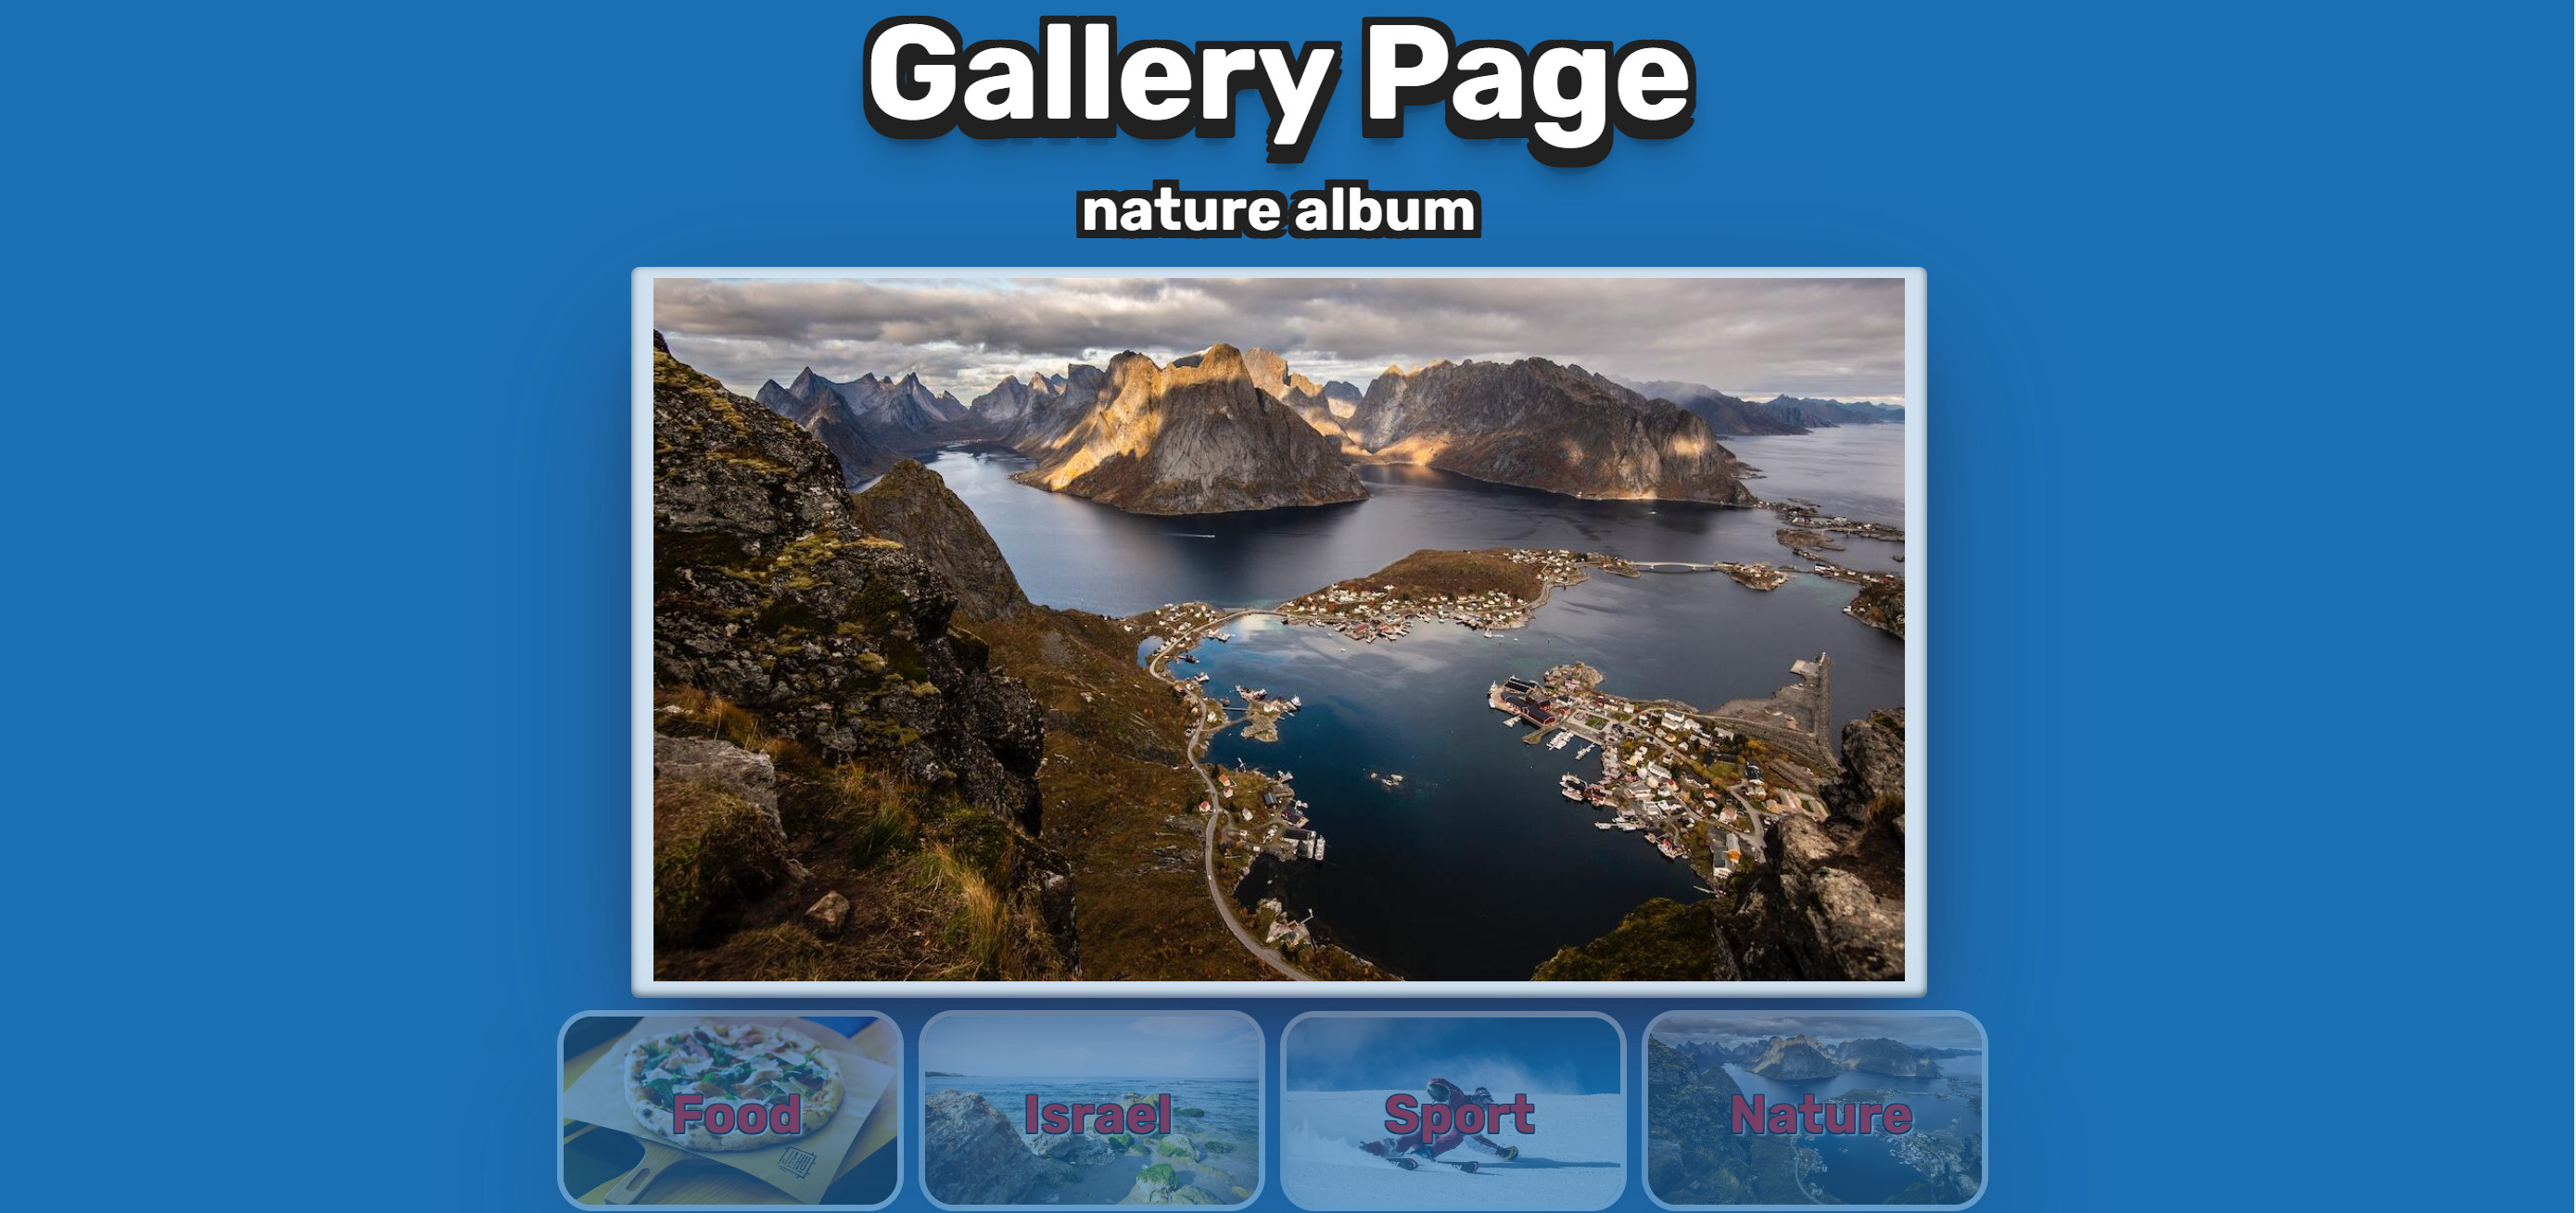 Gallery Page
nature album
Food
Israel
Sport
Nature